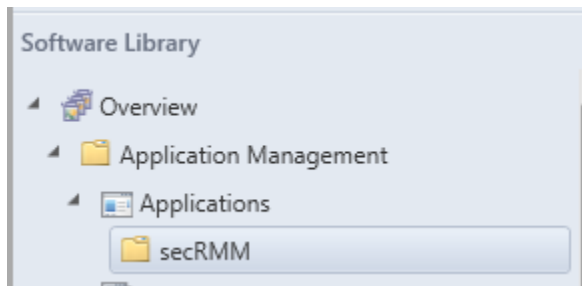 Software Library
Overview
Application Management
Applications
secRMM